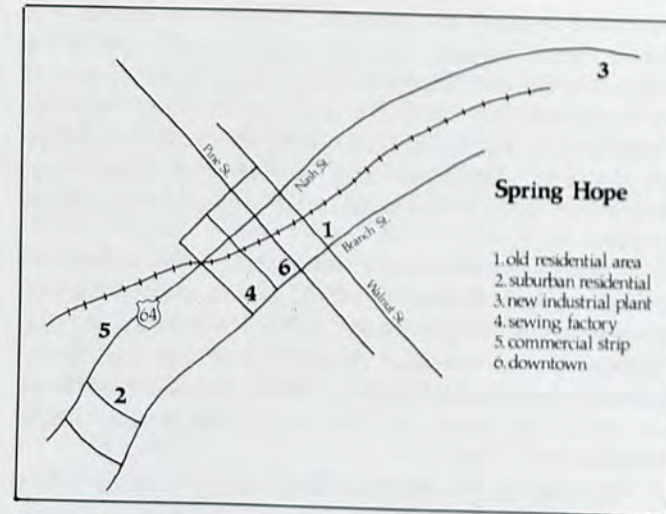 3
Pine St.
Nash St.
Spring Hope
1
Branch St.
1. old residential area
2. suburban residential
3. new industrial plant
4. sewing factory
5. commercial strip
6. downtown
6
4
Walnut St.
64
5
2